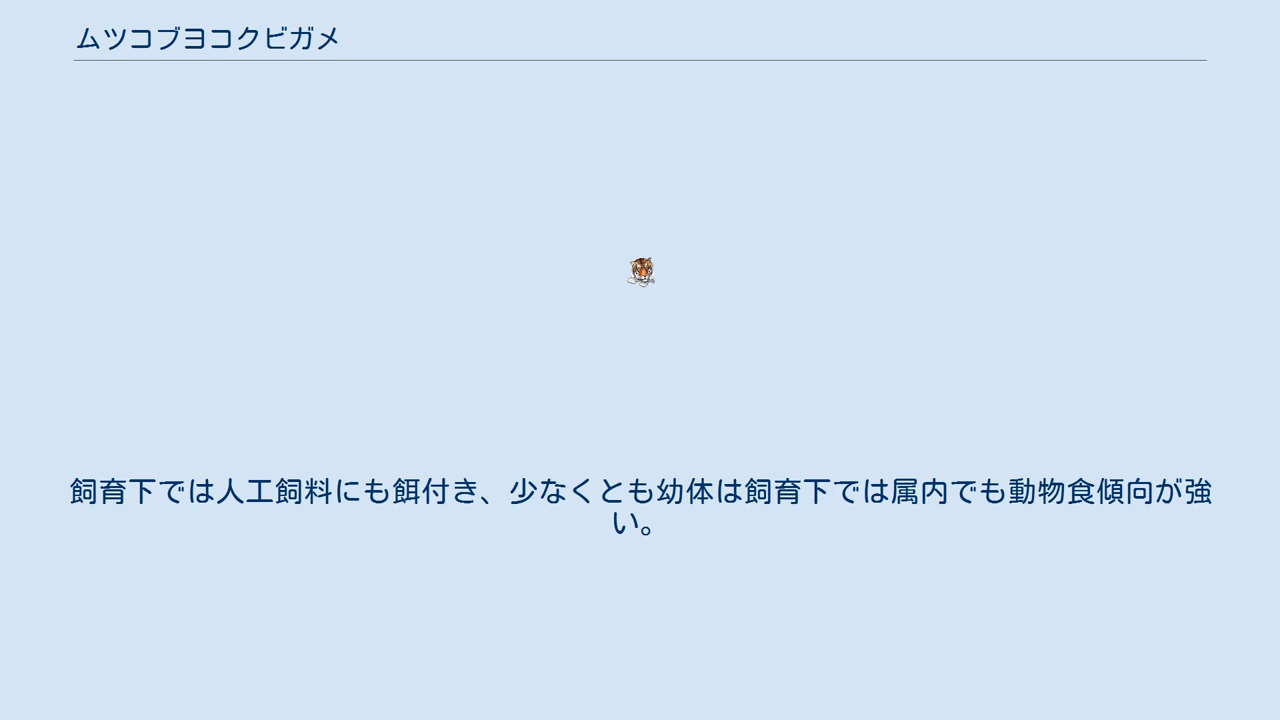 ムツコブヨコクビガメ
飼育下では人工飼料にも餌付き、少なくとも幼体は飼育下では属内でも動物食傾向が強
い。